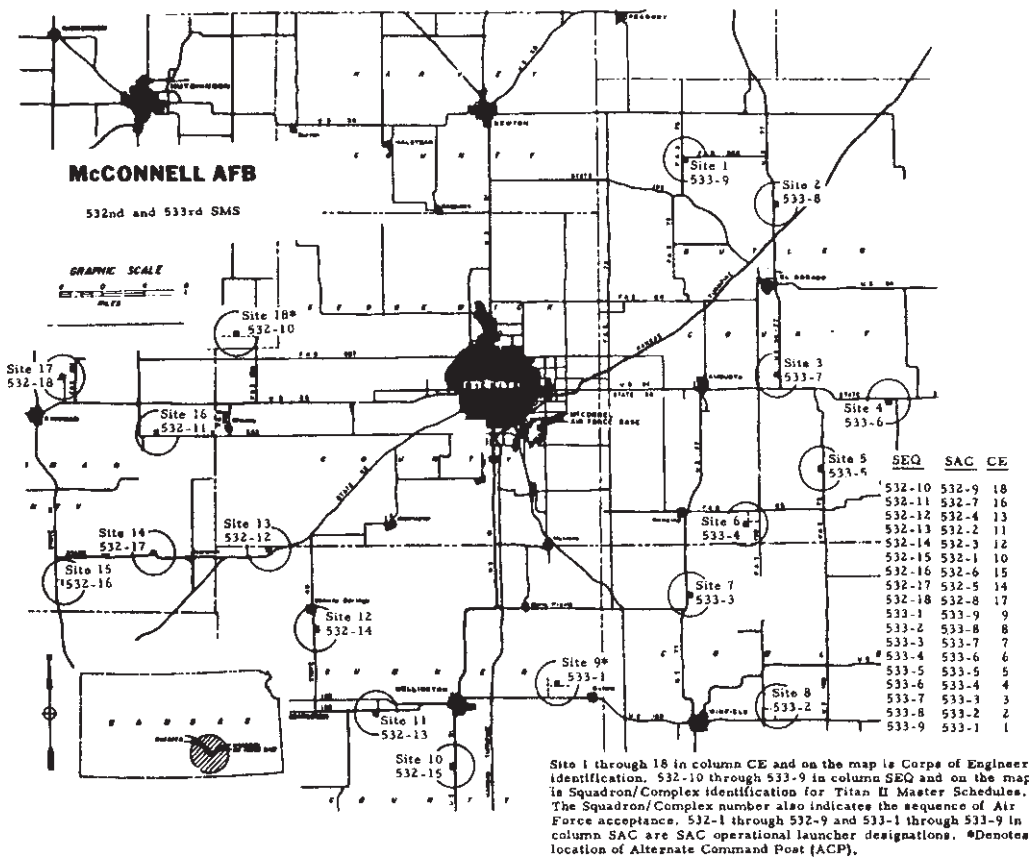 HUTCHINSON
NEWTON
HALSTEAD
McCONNELL AFB
532nd and 533rd SMS
GRAPHIC SCALE
MILES
Site 1
533-9
Site 2
533-8
EL DORADO
Site 18*
532-10
Site 17
532-18
Site 16
532-11
KANSAS
TURNPIKE
AUGUSTA
McCONNELL
AIR FORCE BASE
Site 3
533-7
Site 4
533-6
Site 5
533-5
Site 6
533-4
Site 14
532-17
Site 13
532-12
Site 15
532-16
Site 7
533-3
Site 12
532-14
Site 9*
533-1
WELLINGTON
Site 8
533-2
WINFIELD
Site 11
532-13
Site 10
532-15
KANSAS
SEQ SAC CE
532-10 532-9 18
532-11 532-7 16
532-12 532-4 13
532-13 532-2 11
532-14 532-3 12
532-15 532-1 10
532-16 532-6 15
532-17 532-5 14
532-18 532-8 17
533-1 533-9 9
533-2 533-8 8
533-3 533-7 7
533-4 533-6 6
533-5 533-5 5
533-6 533-4 4
533-7 533-3 3
533-8 533-2 2
533-9 533-1 1
Site 1 through 18 in column CE and on the map is Corps of Engineer
identification. 532-10 through 533-9 in column SEQ and on the map
is Squadron/Complex identification for Titan II Master Schedules.
The Squadron/Complex number also indicates the sequence of Air
Force acceptance. 532-1 through 532-9 and 533-1 through 533-9 in
column SAC are SAC operational launcher designations. *Denotes
location of Alternate Command Post (ACP).